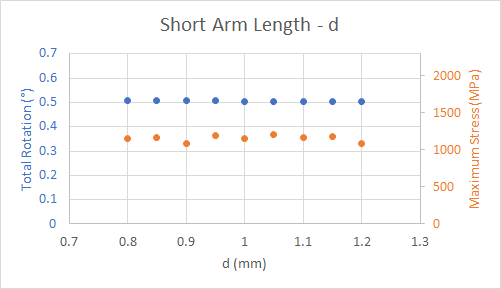 Short Arm Length - d
Total Rotation (°)
0.7
0.6
0.5
0.4
0.3
0.2
0.1
0
2000
1500
1000
500
0
Maximum Stress (MPa)
0.7 0.8 0.9 1 1.1 1.2 1.3
d (mm)